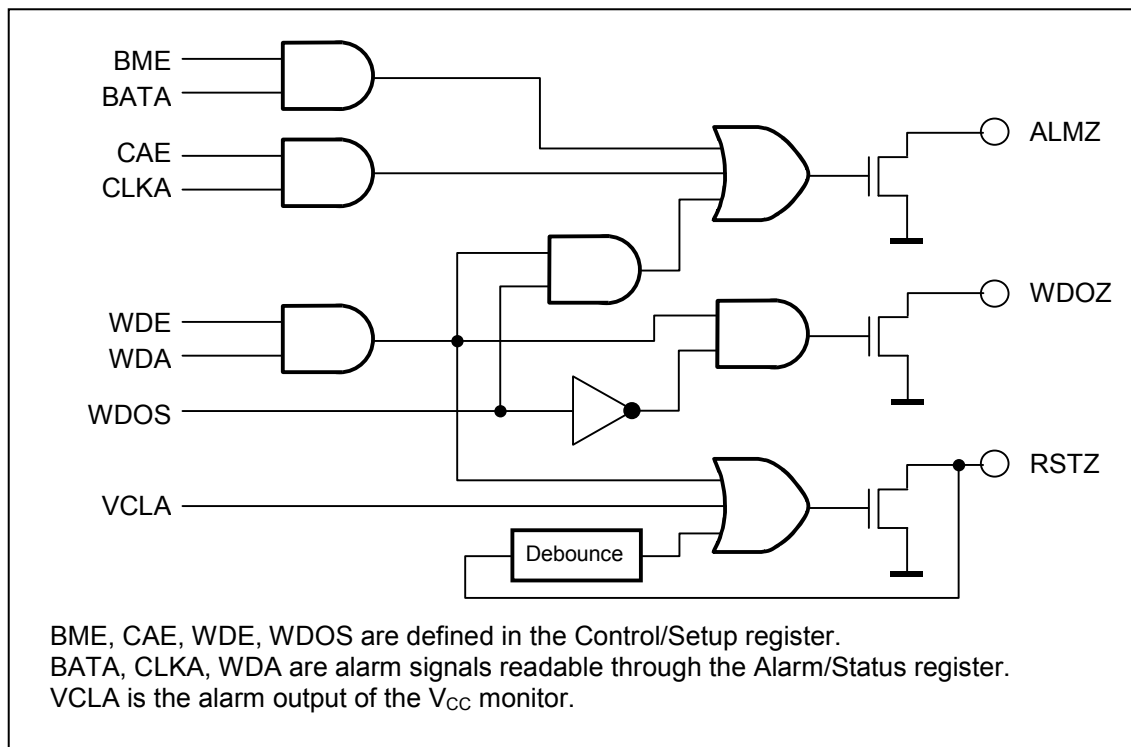 BME
BATA
CAE
CLKA
WDE
WDA
WDOS
VCLA
ALMZ
WDOZ
RSTZ
Debounce
BME, CAE, WDE, WDOS are defined in the Control/Setup register.
BATA, CLKA, WDA are alarm signals readable through the Alarm/Status register.
VCLA is the alarm output of the VCC monitor.